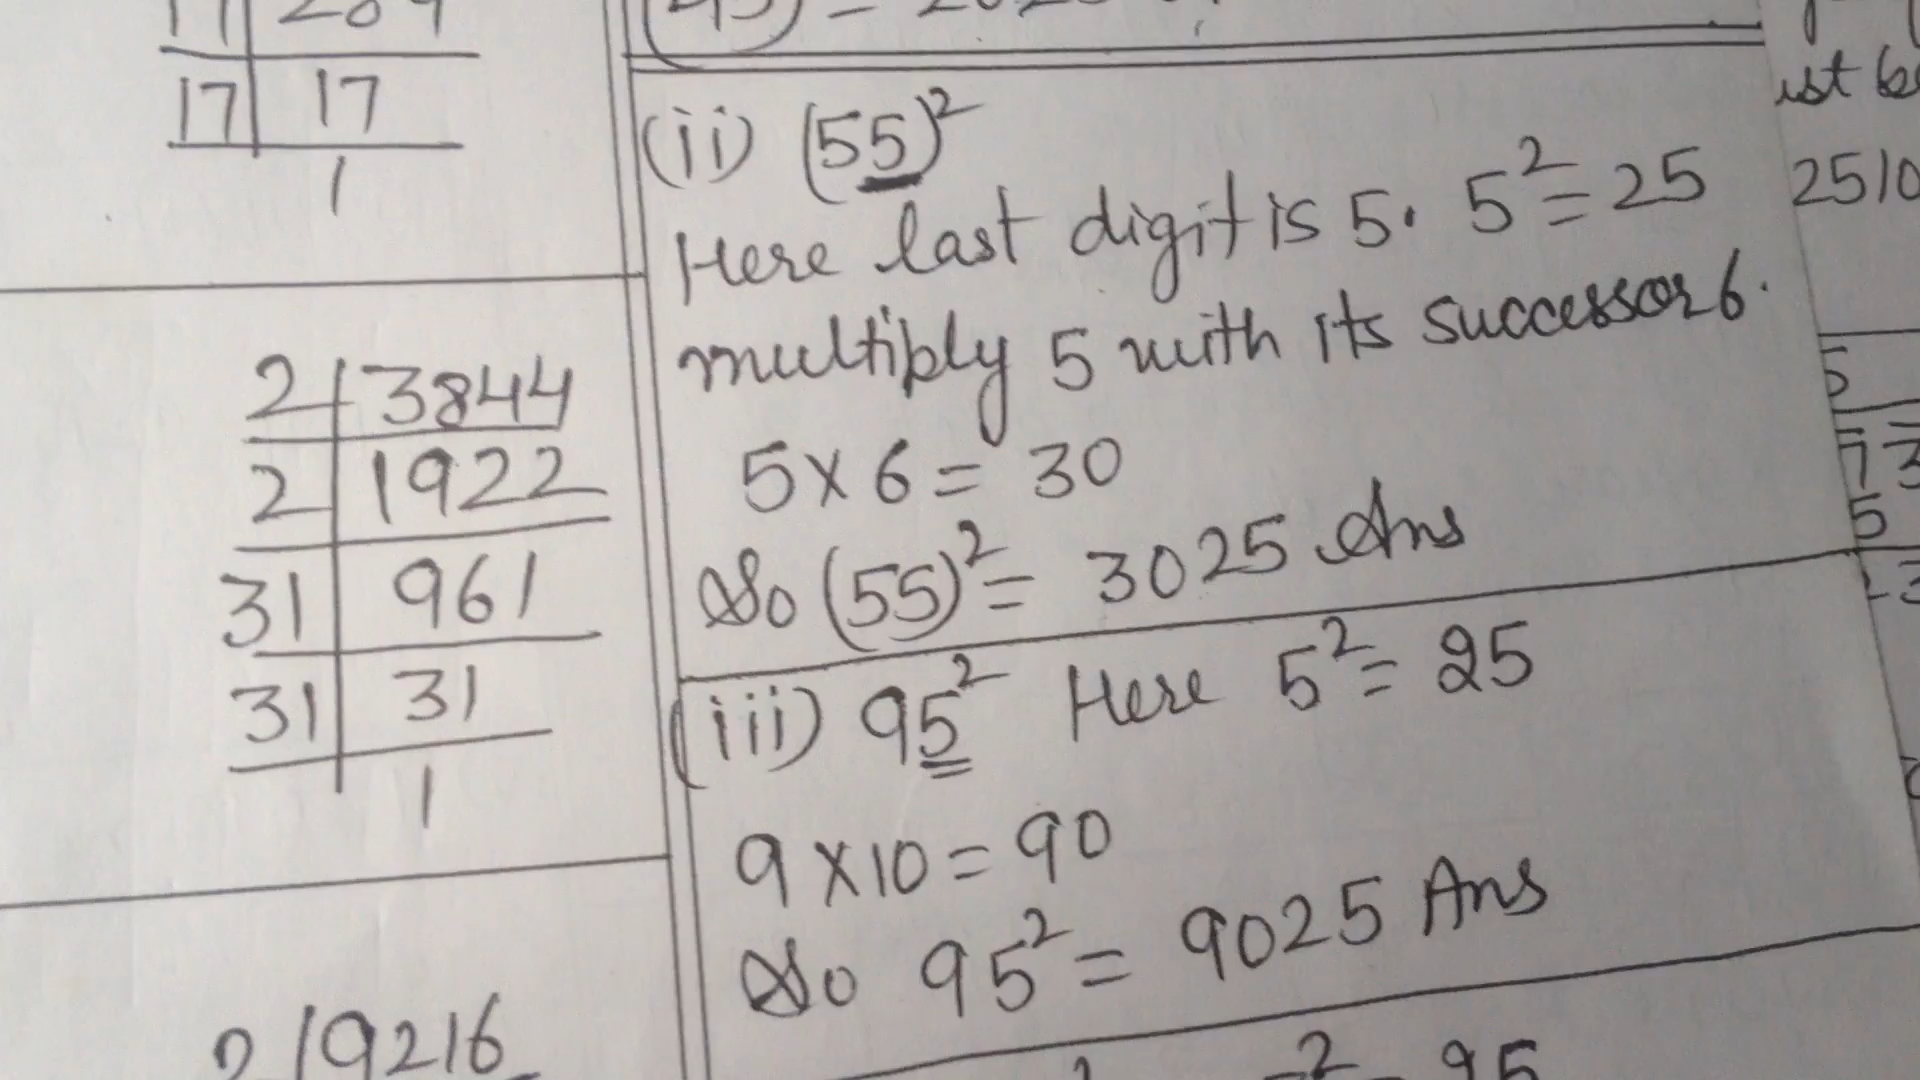 17 | 17
1
2 | 3844
2 | 1922
31 | 961
31 | 31
1
2 | 9216
(ii) (55)²
Here last digit is 5. 5² = 25
multiply 5 with its successor 6.
5 x 6 = 30
So (55)² = 3025 Ans
(iii) 95² Here 5² = 25
9 x 10 = 90
So 95² = 9025 Ans
2510